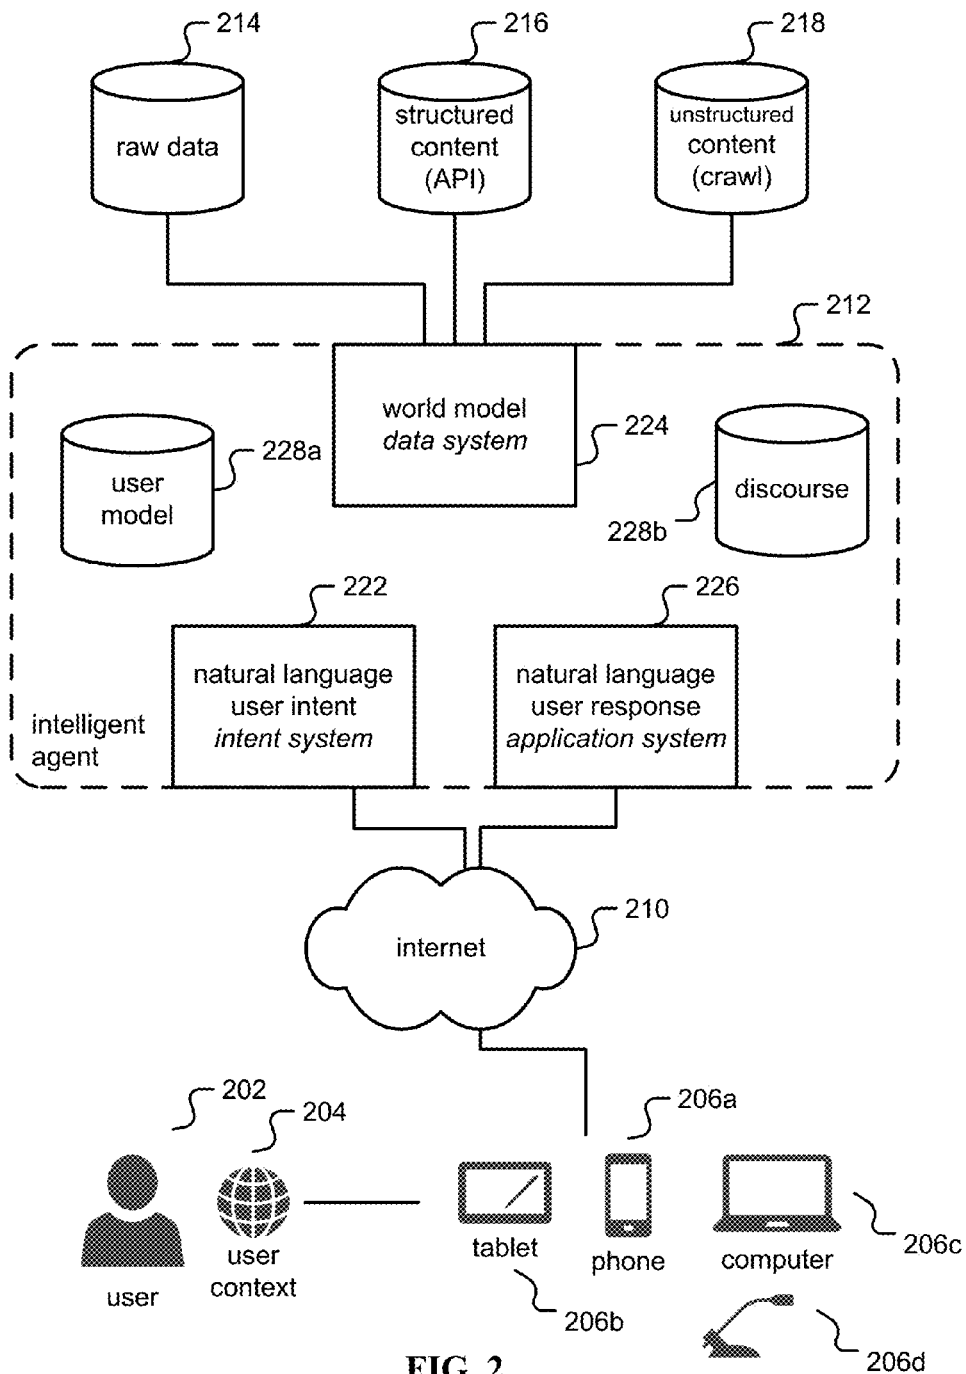 214
216
218
raw data
structured
content
(API)
unstructured
content
(crawl)
212
world model
data system
224
user
model
228a
discourse
228b
222
226
natural language
user intent
intent system
natural language
user response
application system
intelligent
agent
internet
210
202
204
206a
user
user
context
tablet
phone
computer
206c
206b
206d
FIG. 2